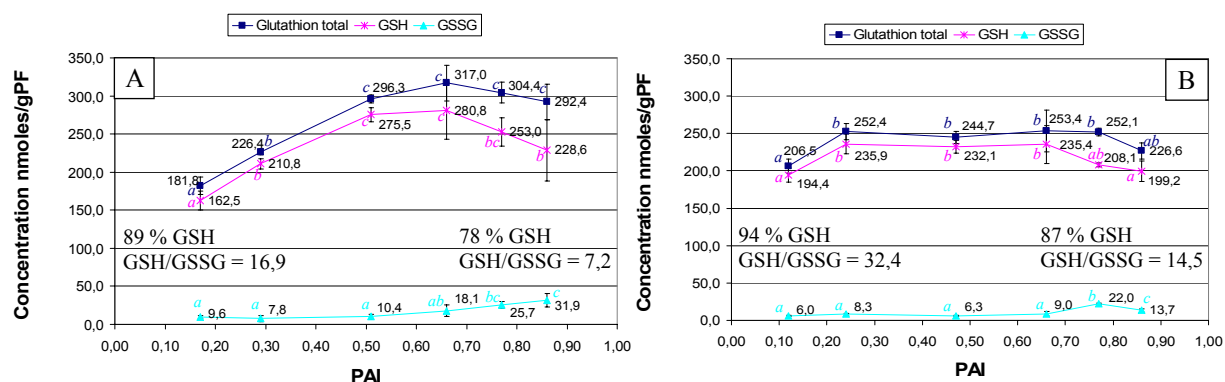 Glutathion total GSH GSSG
A
Concentration nmoles/gPF
350,0
300,0
250,0
200,0
150,0
100,0
50,0
0,0
181,8
226,4
296,3
317,0
304,4
292,4
a
b
c
c
c
c
162,5
210,8
275,5
280,8
253,0
228,6
a
b
c
c
bc
b
89 % GSH
GSH/GSSG = 16,9
78 % GSH
GSH/GSSG = 7,2
a
a
a
ab
bc
c
9,6
7,8
10,4
18,1
25,7
31,9
0,00 0,10 0,20 0,30 0,40 0,50 0,60 0,70 0,80 0,90 1,00
PAI
Glutathion total GSH GSSG
B
Concentration nmoles/gPF
350,0
300,0
250,0
200,0
150,0
100,0
50,0
0,0
206,5
252,4
244,7
253,4
252,1
226,6
a
b
b
b
b
ab
194,4
235,9
232,1
235,4
208,1
199,2
a
b
b
b
ab
a
94 % GSH
GSH/GSSG = 32,4
87 % GSH
GSH/GSSG = 14,5
a
a
a
a
b
c
6,0
8,3
6,3
9,0
22,0
13,7
0,00 0,10 0,20 0,30 0,40 0,50 0,60 0,70 0,80 0,90 1,00
PAI